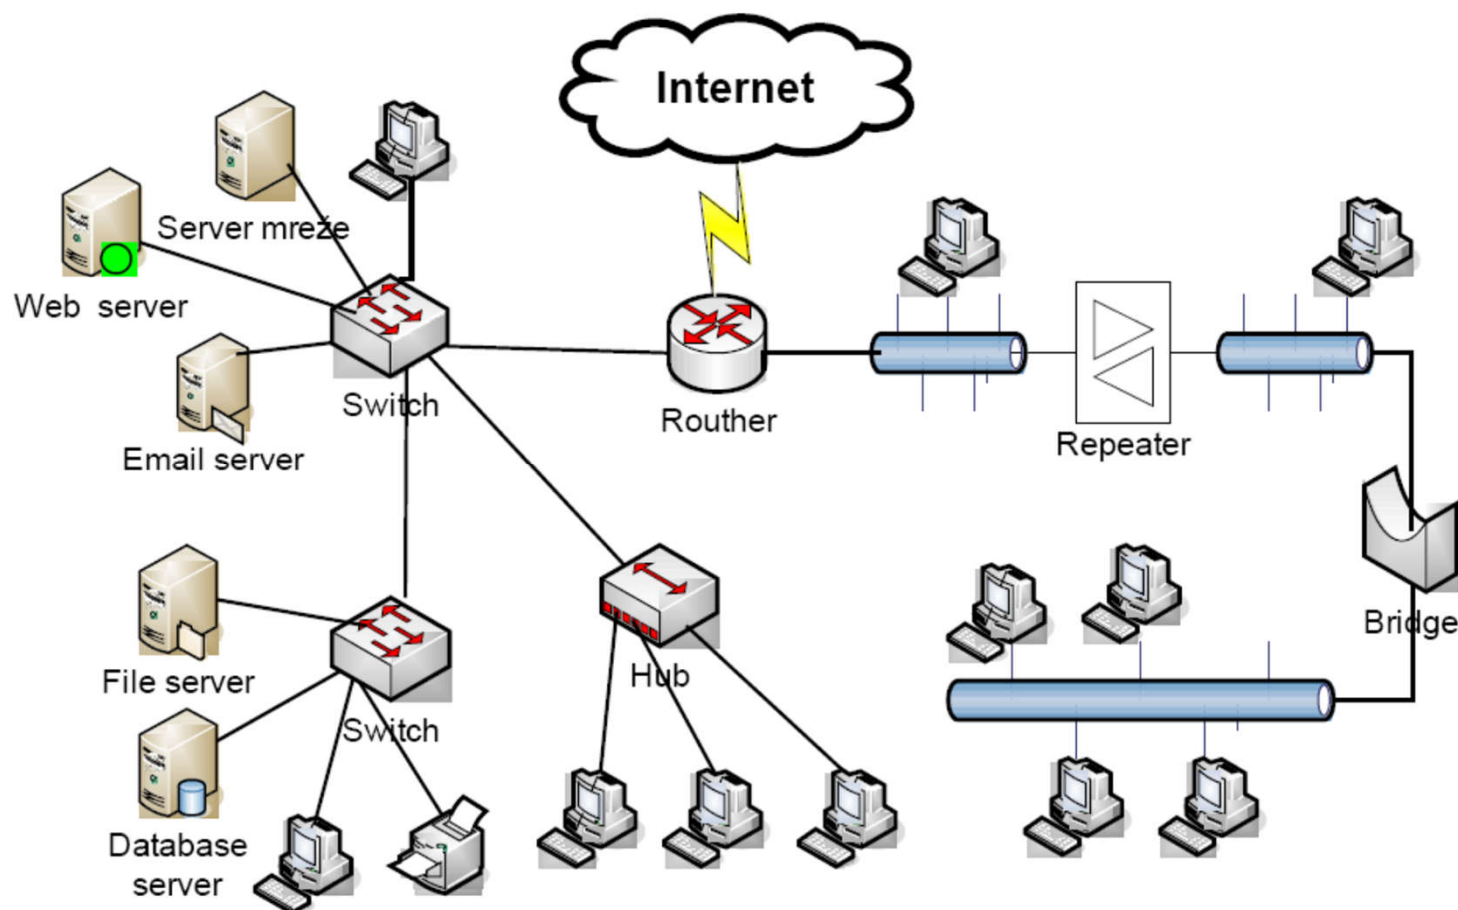 Internet
Server mreže
Web  server
Switch
Routher
Repeater
Email server
Bridge
File server
Hub
Switch
Database
server